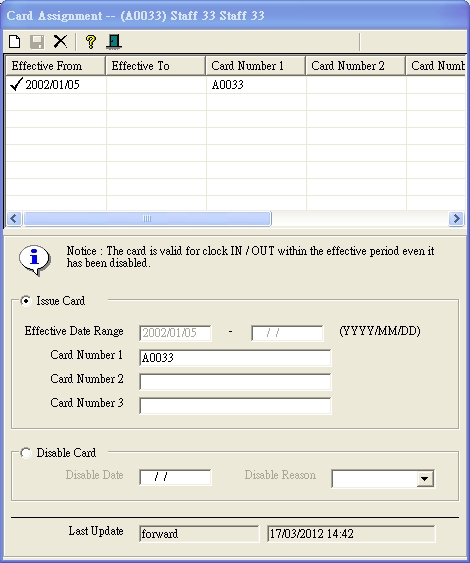 Card Assignment -- (A0033) Staff 33 Staff 33
Effective From Effective To Card Number 1 Card Number 2 Card Numb
2002/01/05 A0033
Notice : The card is valid for clock IN / OUT within the effective period even it
has been disabled.
Issue Card
Effective Date Range 2002/01/05 - / / (YYYY/MM/DD)
Card Number 1 A0033
Card Number 2
Card Number 3
Disable Card
Disable Date / / Disable Reason
Last Update forward 17/03/2012 14:42